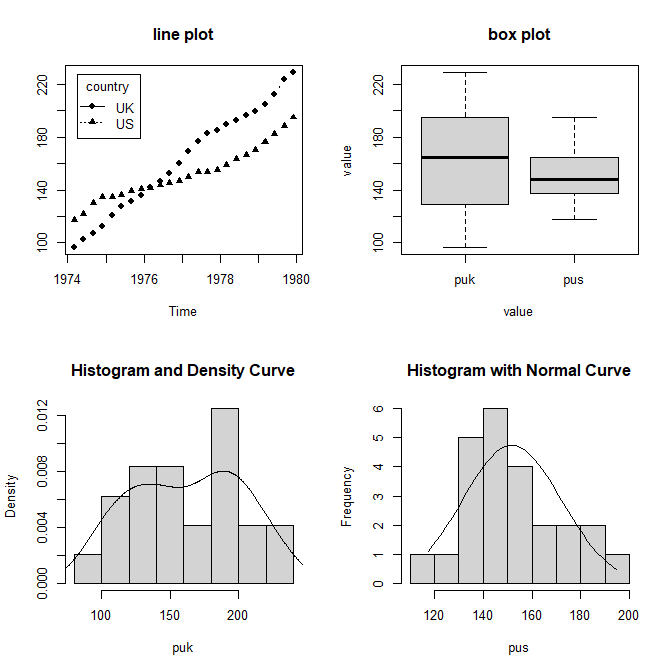 line plot
220
180
140
100
country
UK
US
1974
1976
1978
1980
Time
box plot
value
220
180
140
100
puk
pus
value
Histogram and Density Curve
Density
0.012
0.008
0.004
0.000
100
150
200
puk
Histogram with Normal Curve
Frequency
6
5
4
3
2
1
0
120
140
160
180
200
pus